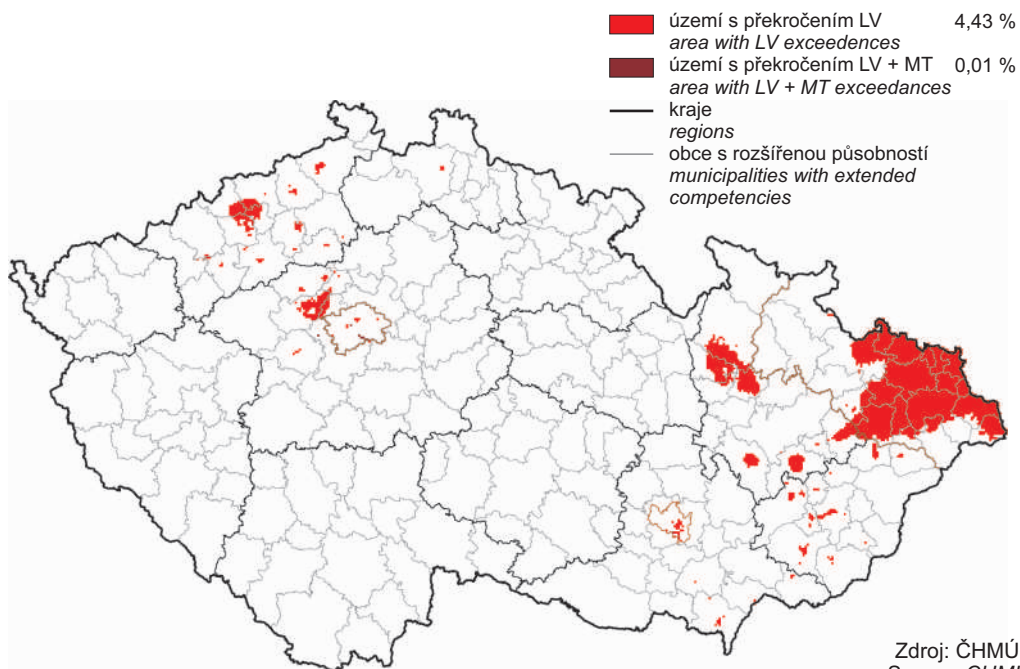 území s překročením LV 4,43 %
area with LV exceedences
území s překročením LV + MT 0,01 %
area with LV + MT exceedances
kraje
regions
obce s rozšířenou působností
municipalities with extended
competencies
Zdroj: ČHMÚ